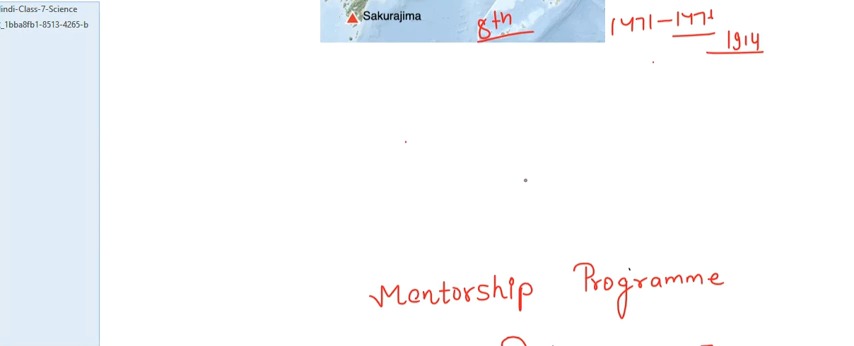 indi-Class-7-Science
_1bba8fb1-8513-4265-b
Sakurajima
8th
1471-1471
1914
Mentorship Programme